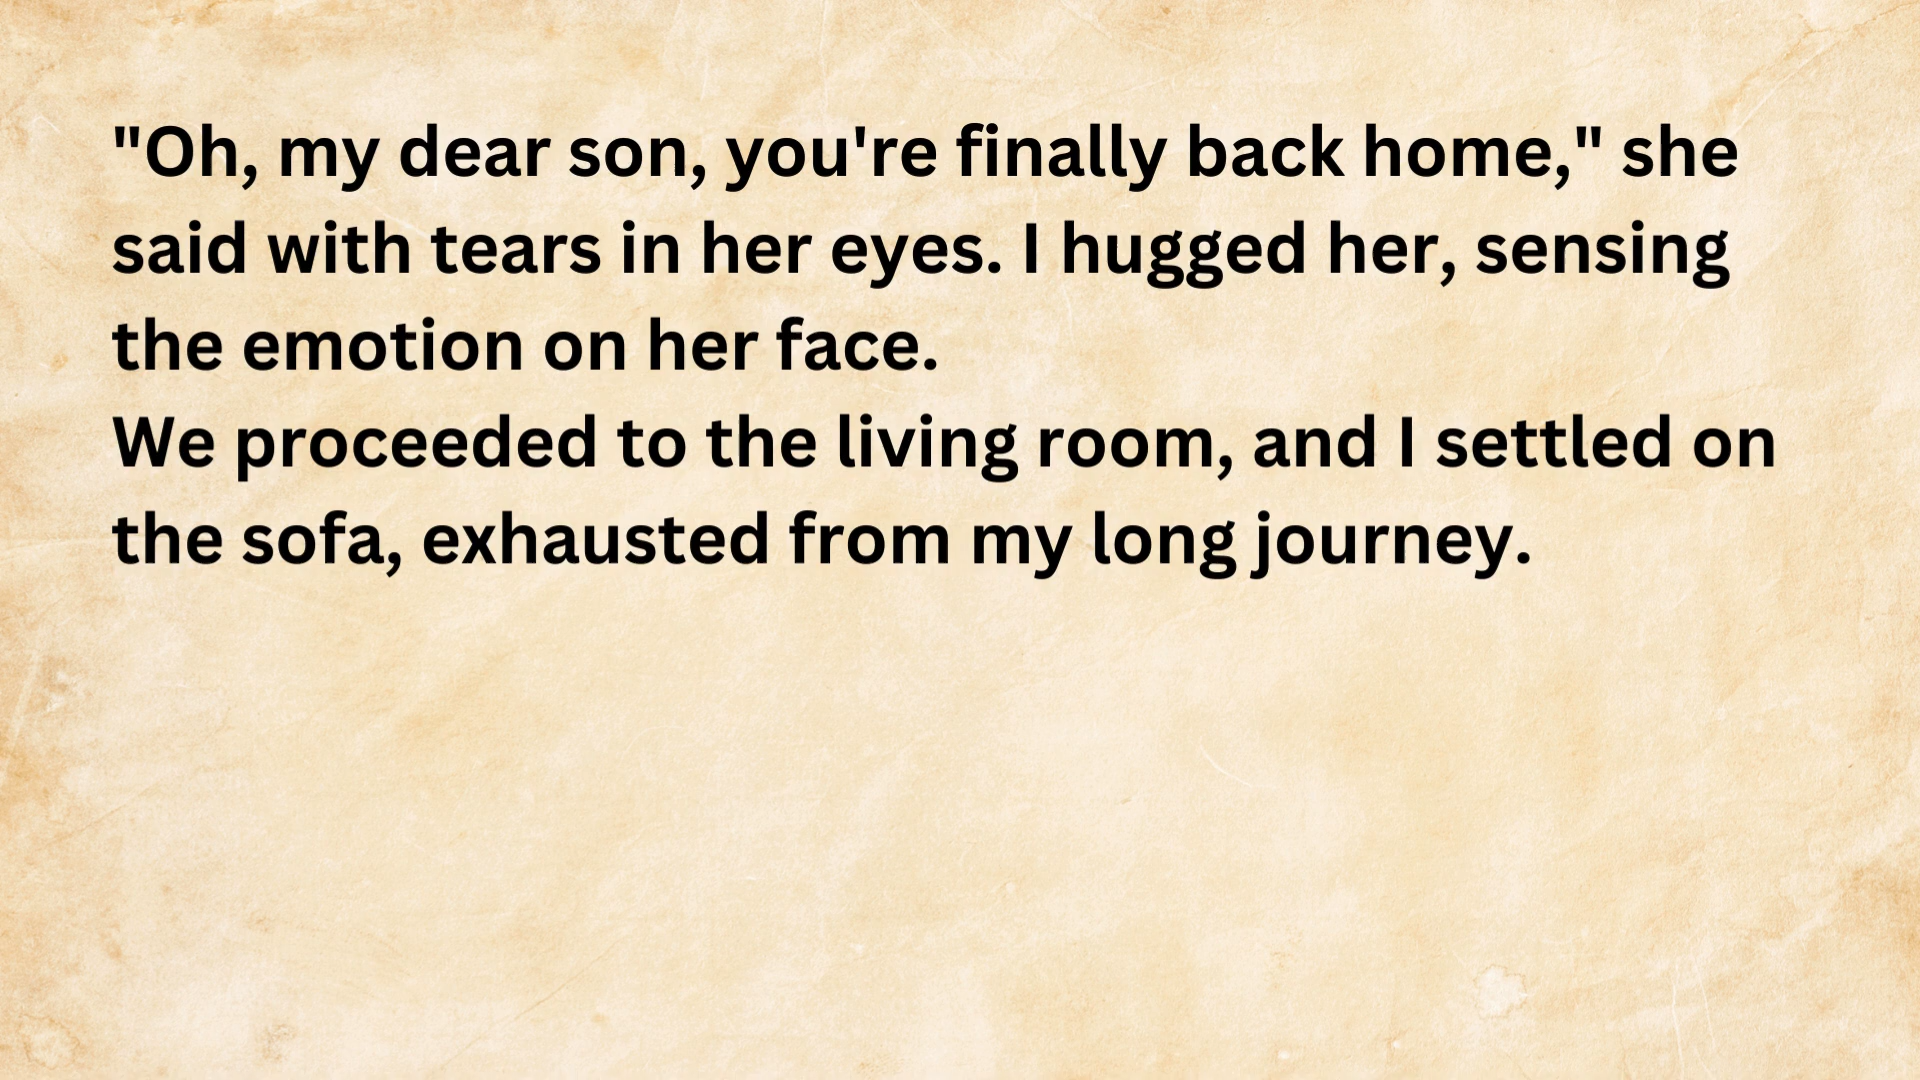 "Oh, my dear son, you're finally back home," she
said with tears in her eyes. I hugged her, sensing
the emotion on her face.
We proceeded to the living room, and I settled on
the sofa, exhausted from my long journey.